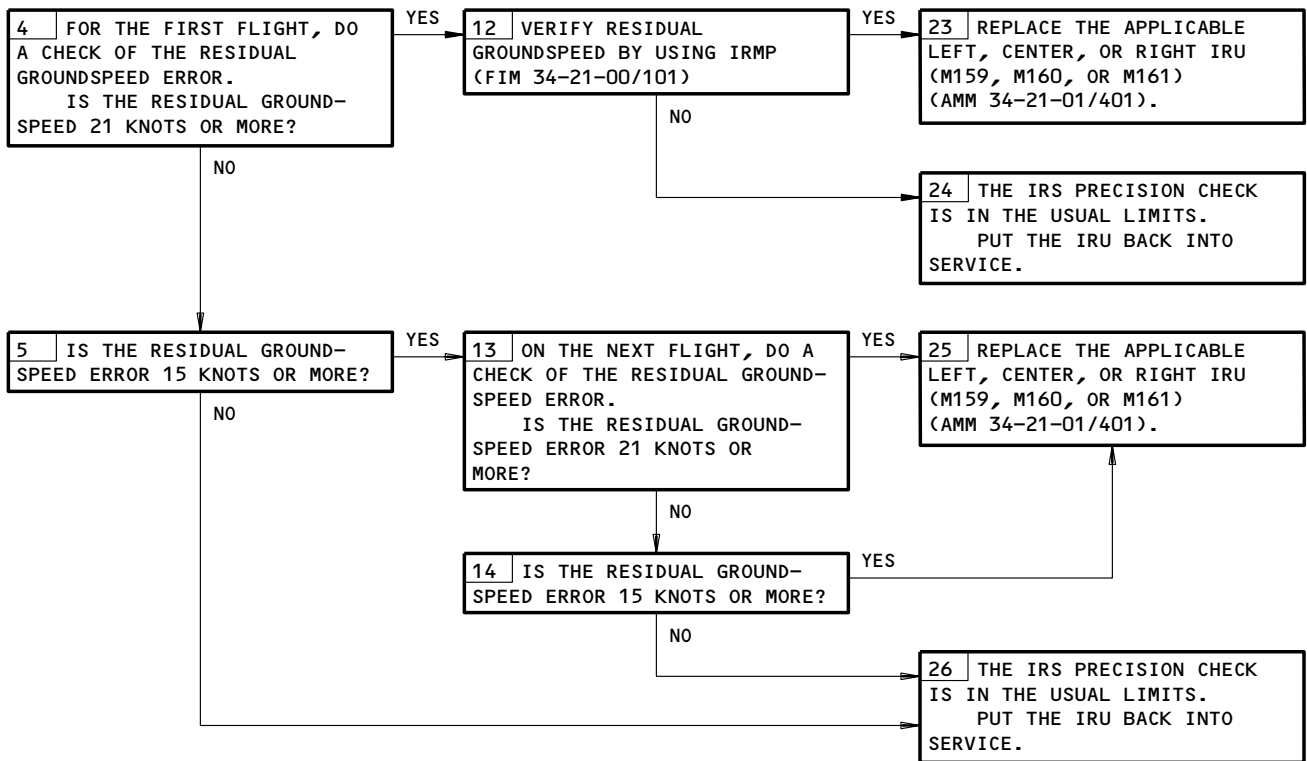 4 FOR THE FIRST FLIGHT, DO
A CHECK OF THE RESIDUAL
GROUNDSPEED ERROR.
IS THE RESIDUAL GROUND-
SPEED 21 KNOTS OR MORE?
YES
NO
12 VERIFY RESIDUAL
GROUNDSPEED BY USING IRMP
(FIM 34-21-00/101)
YES
NO
23 REPLACE THE APPLICABLE
LEFT, CENTER, OR RIGHT IRU
(M159, M160, OR M161)
(AMM 34-21-01/401).
24 THE IRS PRECISION CHECK
IS IN THE USUAL LIMITS.
PUT THE IRU BACK INTO
SERVICE.
5 IS THE RESIDUAL GROUND-
SPEED ERROR 15 KNOTS OR MORE?
YES
NO
13 ON THE NEXT FLIGHT, DO A
CHECK OF THE RESIDUAL GROUND-
SPEED ERROR.
IS THE RESIDUAL GROUND-
SPEED ERROR 21 KNOTS OR
MORE?
YES
NO
25 REPLACE THE APPLICABLE
LEFT, CENTER, OR RIGHT IRU
(M159, M160, OR M161)
(AMM 34-21-01/401).
14 IS THE RESIDUAL GROUND-
SPEED ERROR 15 KNOTS OR MORE?
YES
NO
26 THE IRS PRECISION CHECK
IS IN THE USUAL LIMITS.
PUT THE IRU BACK INTO
SERVICE.